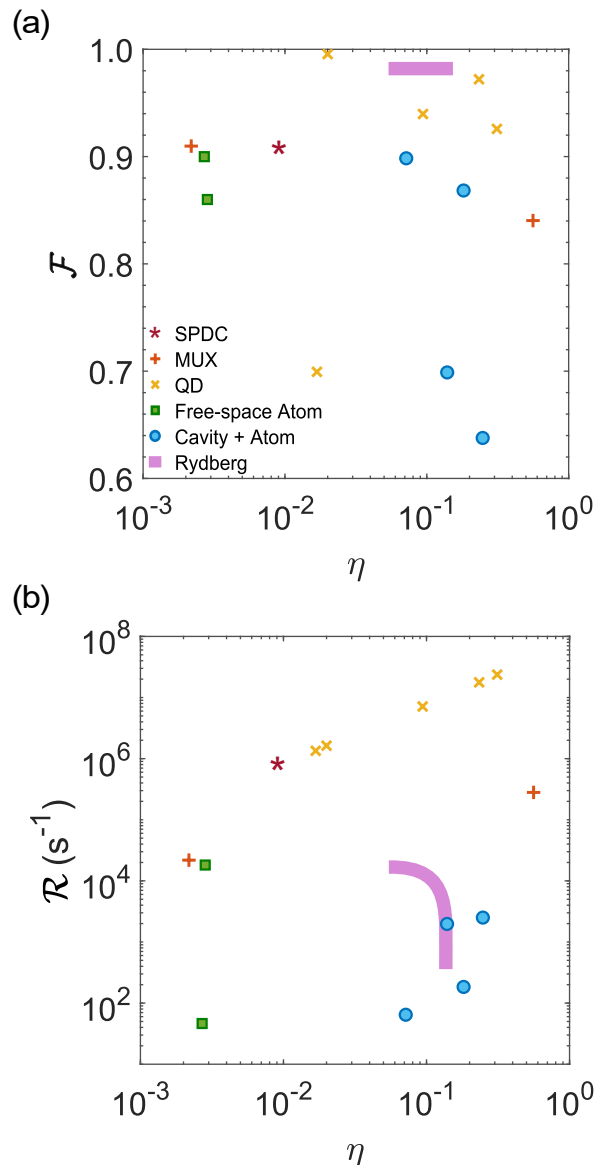 (a)
1.0
0.9
0.8
0.7
0.6
ℱ
SPDC
MUX
QD
Free-space Atom
Cavity + Atom
Rydberg
10⁻³ 10⁻² 10⁻¹ 10⁰
η
(b)
10⁸
10⁶
10⁴
10²
ℛ (s⁻¹)
10⁻³ 10⁻² 10⁻¹ 10⁰
η